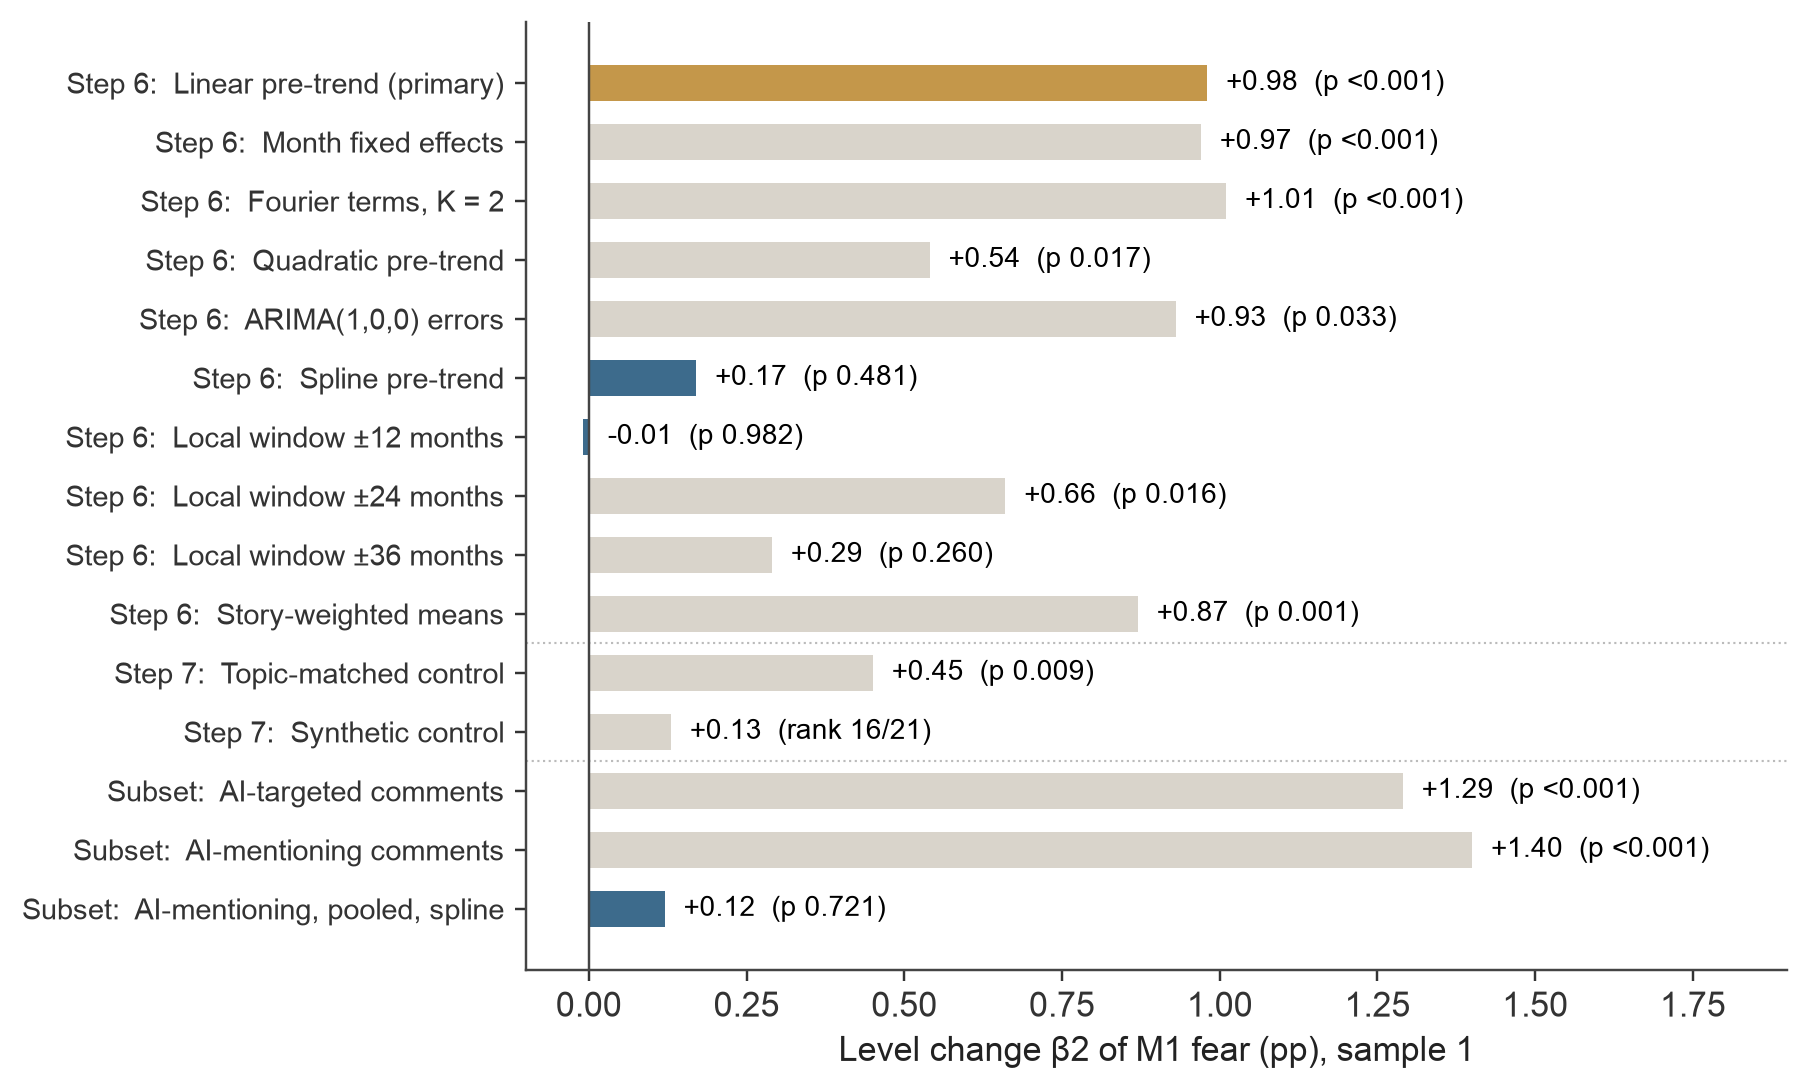 Step 6: Linear pre-trend (primary) +0.98 (p <0.001)
Step 6: Month fixed effects +0.97 (p <0.001)
Step 6: Fourier terms, K = 2 +1.01 (p <0.001)
Step 6: Quadratic pre-trend +0.54 (p 0.017)
Step 6: ARIMA(1,0,0) errors +0.93 (p 0.033)
Step 6: Spline pre-trend +0.17 (p 0.481)
Step 6: Local window ±12 months -0.01 (p 0.982)
Step 6: Local window ±24 months +0.66 (p 0.016)
Step 6: Local window ±36 months +0.29 (p 0.260)
Step 6: Story-weighted means +0.87 (p 0.001)
Step 7: Topic-matched control +0.45 (p 0.009)
Step 7: Synthetic control +0.13 (rank 16/21)
Subset: AI-targeted comments +1.29 (p <0.001)
Subset: AI-mentioning comments +1.40 (p <0.001)
Subset: AI-mentioning, pooled, spline +0.12 (p 0.721)
0.00 0.25 0.50 0.75 1.00 1.25 1.50 1.75
Level change β2 of M1 fear (pp), sample 1